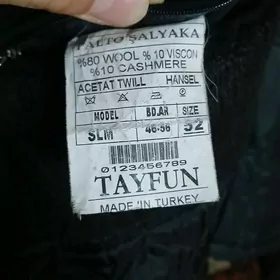 PALTO SALYAKA
%80 WOOL %10 VISCON
%10 CASHMERE
ACETAT TWILL HANSEL
MODEL BD.AR SIZE
SLM 46-56 52
0123456789
TAYFUN
MADE IN TURKEY